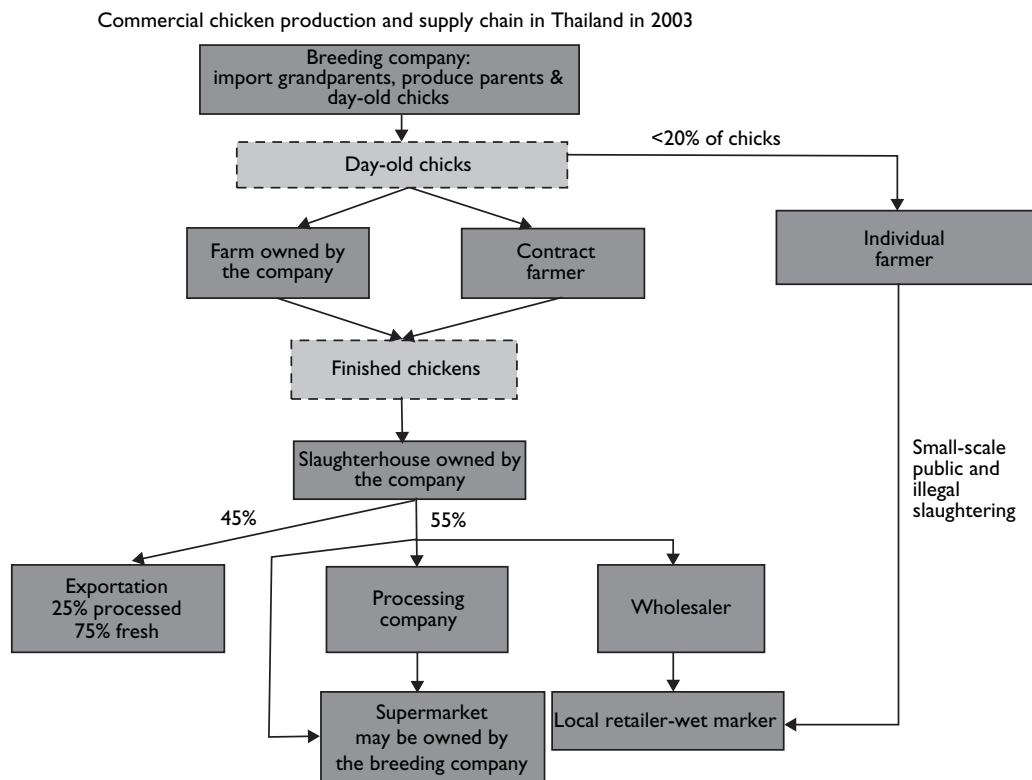 Commercial chicken production and supply chain in Thailand in 2003
Breeding company:
import grandparents, produce parents &
day-old chicks
<20% of chicks
Day-old chicks
Farm owned by
the company
Contract
farmer
Individual
farmer
Finished chickens
Slaughterhouse owned by
the company
Small-scale
public and
illegal
slaughtering
45%
55%
Exportation
25% processed
75% fresh
Processing
company
Wholesaler
Supermarket
may be owned by
the breeding company
Local retailer-wet marker